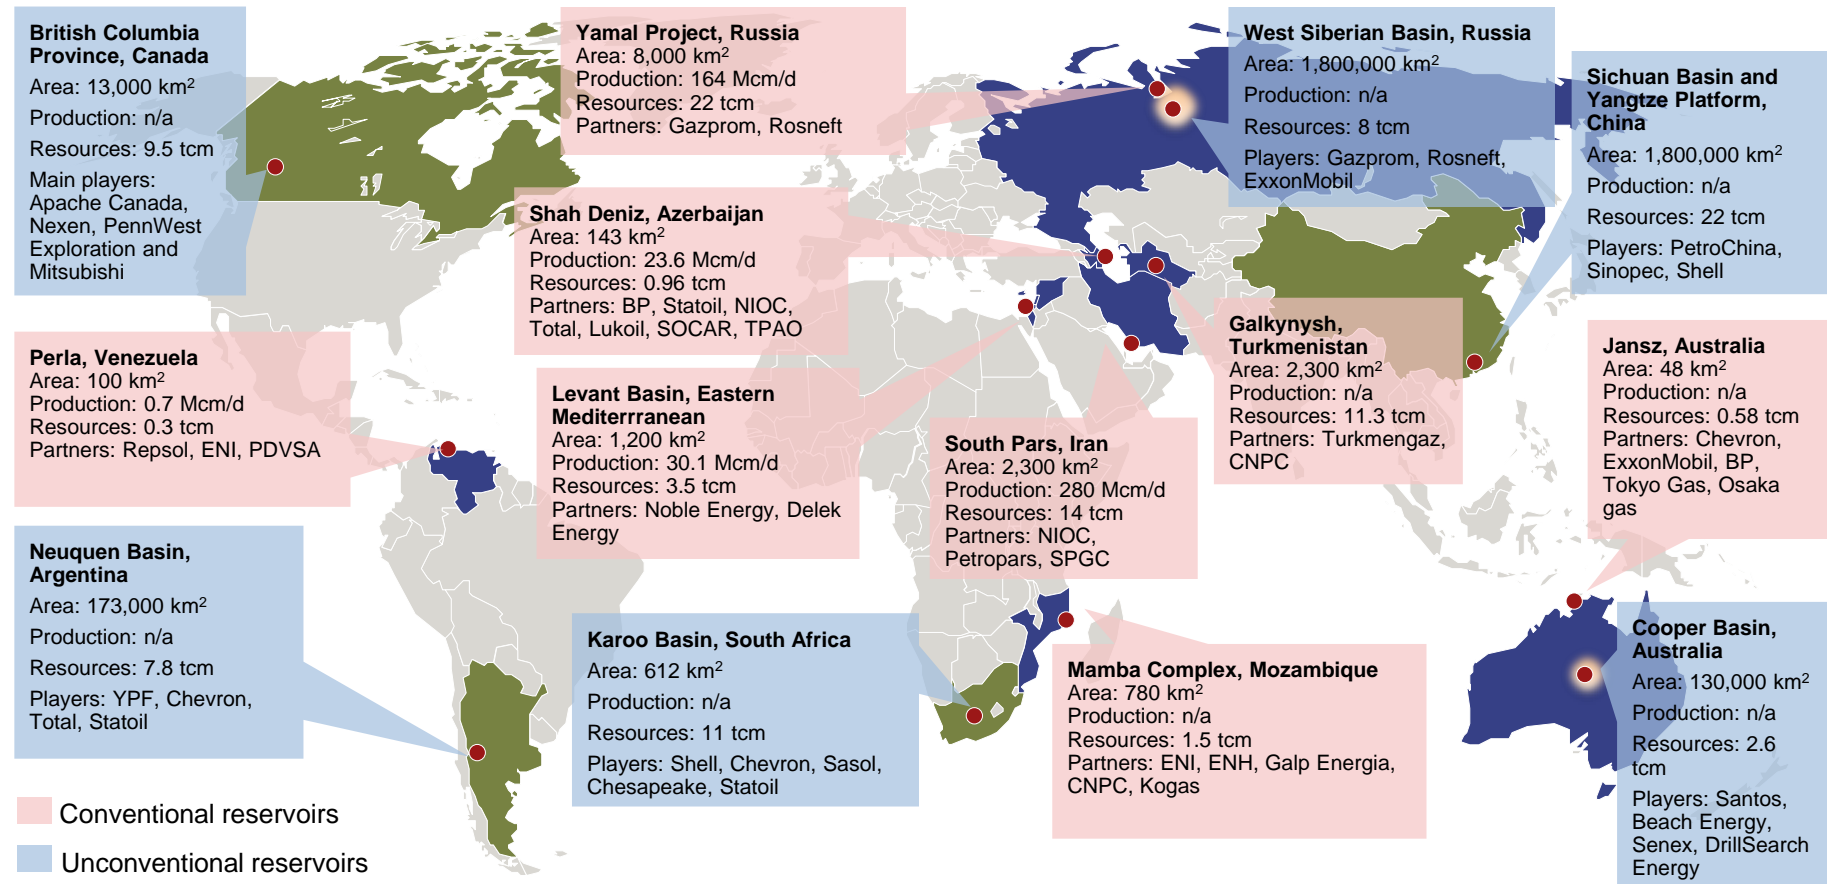 British Columbia
Province, Canada
Area: 13,000 km²
Production: n/a
Resources: 9.5 tcm
Main players:
Apache Canada,
Nexen, PennWest
Exploration and
Mitsubishi
Yamal Project, Russia
Area: 8,000 km²
Production: 164 Mcm/d
Resources: 22 tcm
Partners: Gazprom, Rosneft
West Siberian Basin, Russia
Area: 1,800,000 km²
Production: n/a
Resources: 8 tcm
Players: Gazprom, Rosneft,
ExxonMobil
Sichuan Basin and
Yangtze Platform,
China
Area: 1,800,000 km²
Production: n/a
Resources: 22 tcm
Players: PetroChina,
Sinopec, Shell
Shah Deniz, Azerbaijan
Area: 143 km²
Production: 23.6 Mcm/d
Resources: 0.96 tcm
Partners: BP, Statoil, NIOC,
Total, Lukoil, SOCAR, TPAO
Perla, Venezuela
Area: 100 km²
Production: 0.7 Mcm/d
Resources: 0.3 tcm
Partners: Repsol, ENI, PDVSA
Levant Basin, Eastern
Mediterrranean
Area: 1,200 km²
Production: 30.1 Mcm/d
Resources: 3.5 tcm
Partners: Noble Energy, Delek
Energy
South Pars, Iran
Area: 2,300 km²
Production: 280 Mcm/d
Resources: 14 tcm
Partners: NIOC,
Petropars, SPGC
Galkynysh,
Turkmenistan
Area: 2,300 km²
Production: n/a
Resources: 11.3 tcm
Partners: Turkmengaz,
CNPC
Jansz, Australia
Area: 48 km²
Production: n/a
Resources: 0.58 tcm
Partners: Chevron,
ExxonMobil, BP,
Tokyo Gas, Osaka
gas
Neuquen Basin,
Argentina
Area: 173,000 km²
Production: n/a
Resources: 7.8 tcm
Players: YPF, Chevron,
Total, Statoil
Karoo Basin, South Africa
Area: 612 km²
Production: n/a
Resources: 11 tcm
Players: Shell, Chevron, Sasol,
Chesapeake, Statoil
Mamba Complex, Mozambique
Area: 780 km²
Production: n/a
Resources: 1.5 tcm
Partners: ENI, ENH, Galp Energia,
CNPC, Kogas
Cooper Basin,
Australia
Area: 130,000 km²
Production: n/a
Resources: 2.6
tcm
Players: Santos,
Beach Energy,
Senex, DrillSearch
Energy
Conventional reservoirs
Unconventional reservoirs